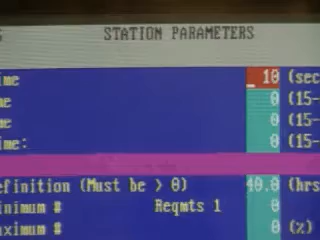 STATION PARAMETERS
ime 10 (sec
me 0 (15-
me 0 (15-
ime: 0 (15-
efinition (Must be > 0) 40.0 (hrs
inimum # Reqmts 1 0
aximum # 0 (%)